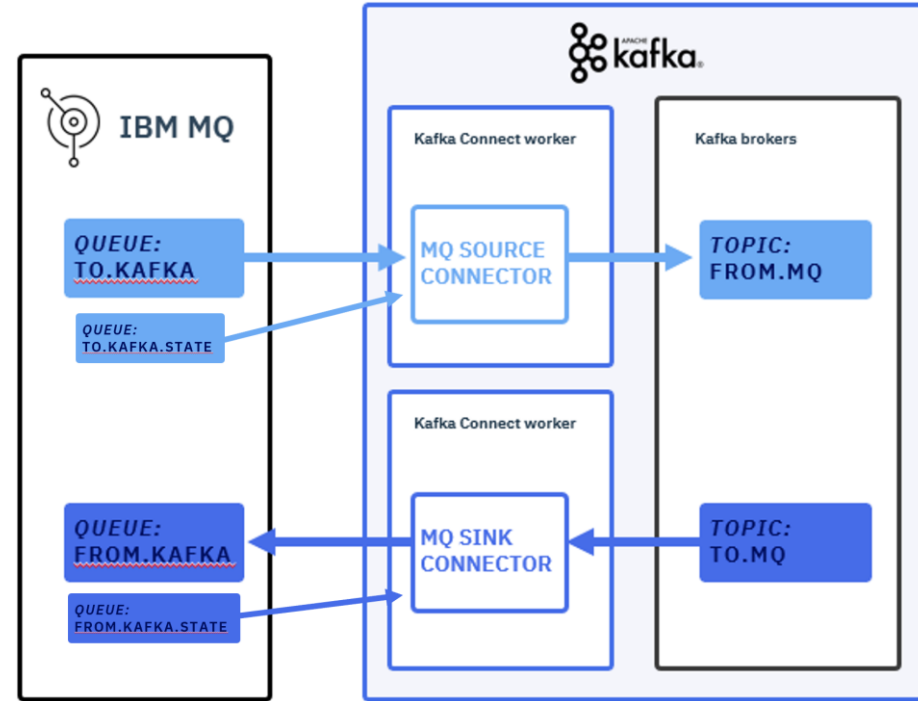 APACHE
kafka®
IBM MQ
Kafka Connect worker
Kafka brokers
QUEUE:
TO.KAFKA
MQ SOURCE
CONNECTOR
TOPIC:
FROM.MQ
QUEUE:
TO.KAFKA.STATE
Kafka Connect worker
QUEUE:
FROM.KAFKA
MQ SINK
CONNECTOR
TOPIC:
TO.MQ
QUEUE:
FROM.KAFKA.STATE